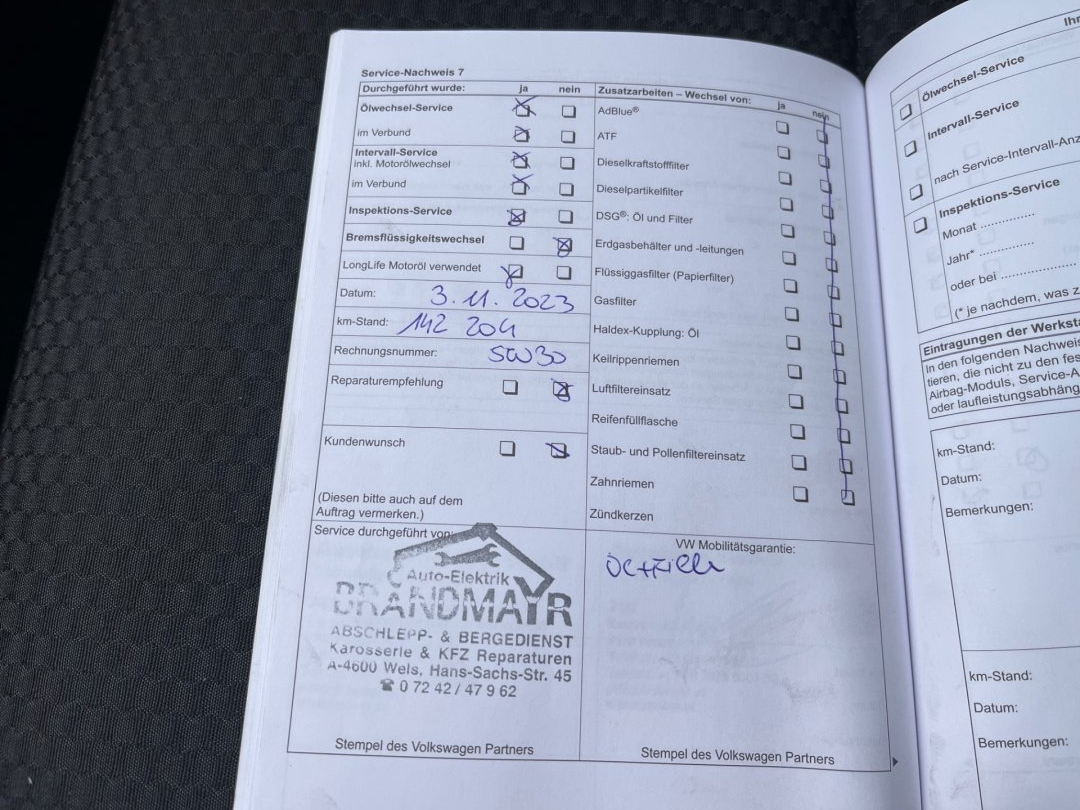 Service-Nachweis 7
Durchgeführt wurde: ja nein
Ölwechsel-Service
im Verbund
Intervall-Service
inkl. Motorölwechsel
im Verbund
Inspektions-Service
Bremsflüssigkeitswechsel
LongLife Motoröl verwendet
Datum: 3.11.2023
km-Stand: 142 204
Rechnungsnummer: 5W30
Reparaturempfehlung
Kundenwunsch
(Diesen bitte auch auf dem
Auftrag vermerken.)
Service durchgeführt von:
Auto-Elektrik
BRANDMAYR
ABSCHLEPP- & BERGEDIENST
Karosserie & KFZ Reparaturen
A-4600 Wels, Hans-Sachs-Str. 45
☎ 0 72 42 / 47 9 62
Stempel des Volkswagen Partners
Zusatzarbeiten – Wechsel von: ja nein
AdBlue®
ATF
Dieselkraftstofffilter
Dieselpartikelfilter
DSG®: Öl und Filter
Erdgasbehälter und -leitungen
Flüssiggasfilter (Papierfilter)
Gasfilter
Haldex-Kupplung: Öl
Keilrippenriemen
Luftfiltereinsatz
Reifenfüllflasche
Staub- und Pollenfiltereinsatz
Zahnriemen
Zündkerzen
VW Mobilitätsgarantie:
Stempel des Volkswagen Partners
Ihr
Ölwechsel-Service
Intervall-Service
nach Service-Intervall-Anz
Inspektions-Service
Monat ..............
Jahr* ..............
oder bei ..............
(* je nachdem, was z
Eintragungen der Werksta
In den folgenden Nachweis
tieren, die nicht zu den fes
Airbag-Moduls, Service-A
oder laufleistungsabhäng
km-Stand:
Datum:
Bemerkungen:
km-Stand:
Datum:
Bemerkungen: